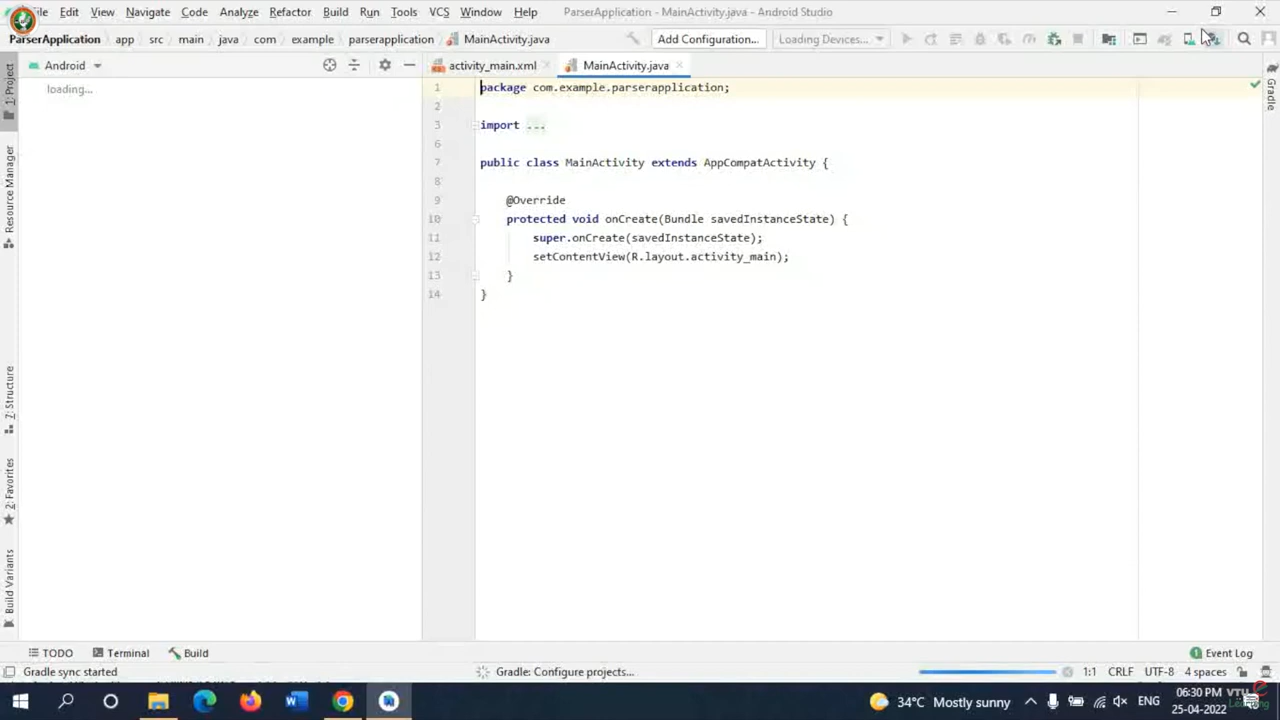 File Edit View Navigate Code Analyze Refactor Build Run Tools VCS Window Help ParserApplication - MainActivity.java - Android Studio
ParserApplication app src main java com example parserapplication MainActivity.java Add Configuration... Loading Devices...
Android activity_main.xml MainActivity.java
loading...
1 package com.example.parserapplication;
2
3 import ...
6
7 public class MainActivity extends AppCompatActivity {
8
9 @Override
10 protected void onCreate(Bundle savedInstanceState) {
11 super.onCreate(savedInstanceState);
12 setContentView(R.layout.activity_main);
13 }
14 }
1: Project
Resource Manager
7: Structure
2: Favorites
Build Variants
Gradle
TODO Terminal Build 1 Event Log
Gradle sync started Gradle: Configure projects... 1:1 CRLF UTF-8 4 spaces
34°C Mostly sunny ENG 06:30 PM
25-04-2022
VTU
e
Learning